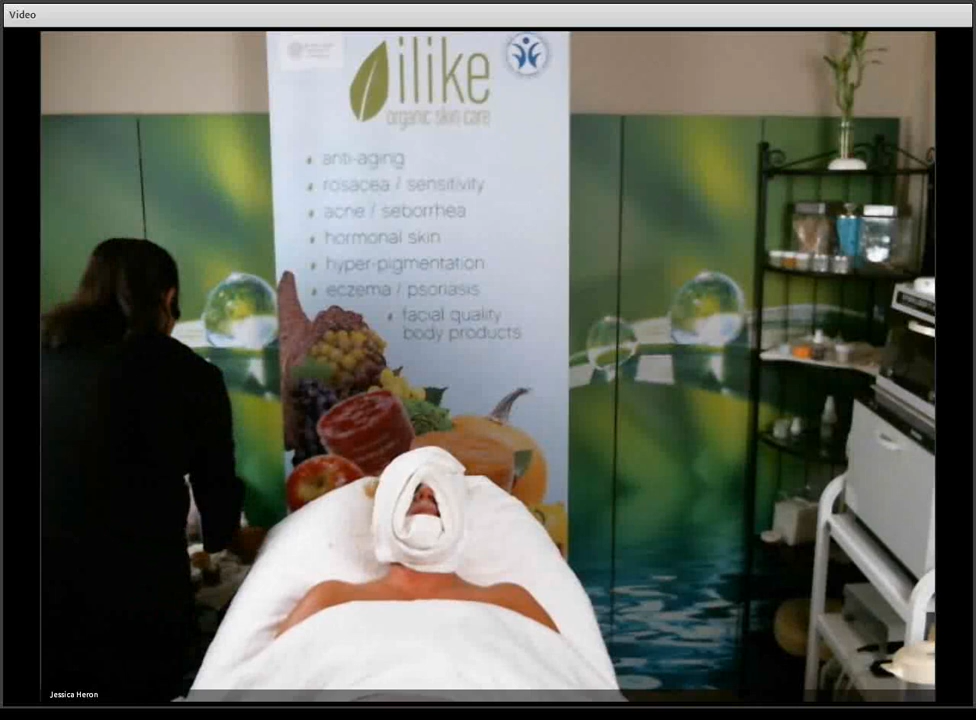 Video
ilike
organic skin care
anti-aging
rosacea / sensitivity
acne / seborrhea
hormonal skin
hyper-pigmentation
eczema / psoriasis
facial quality
body products
Jessica Heron